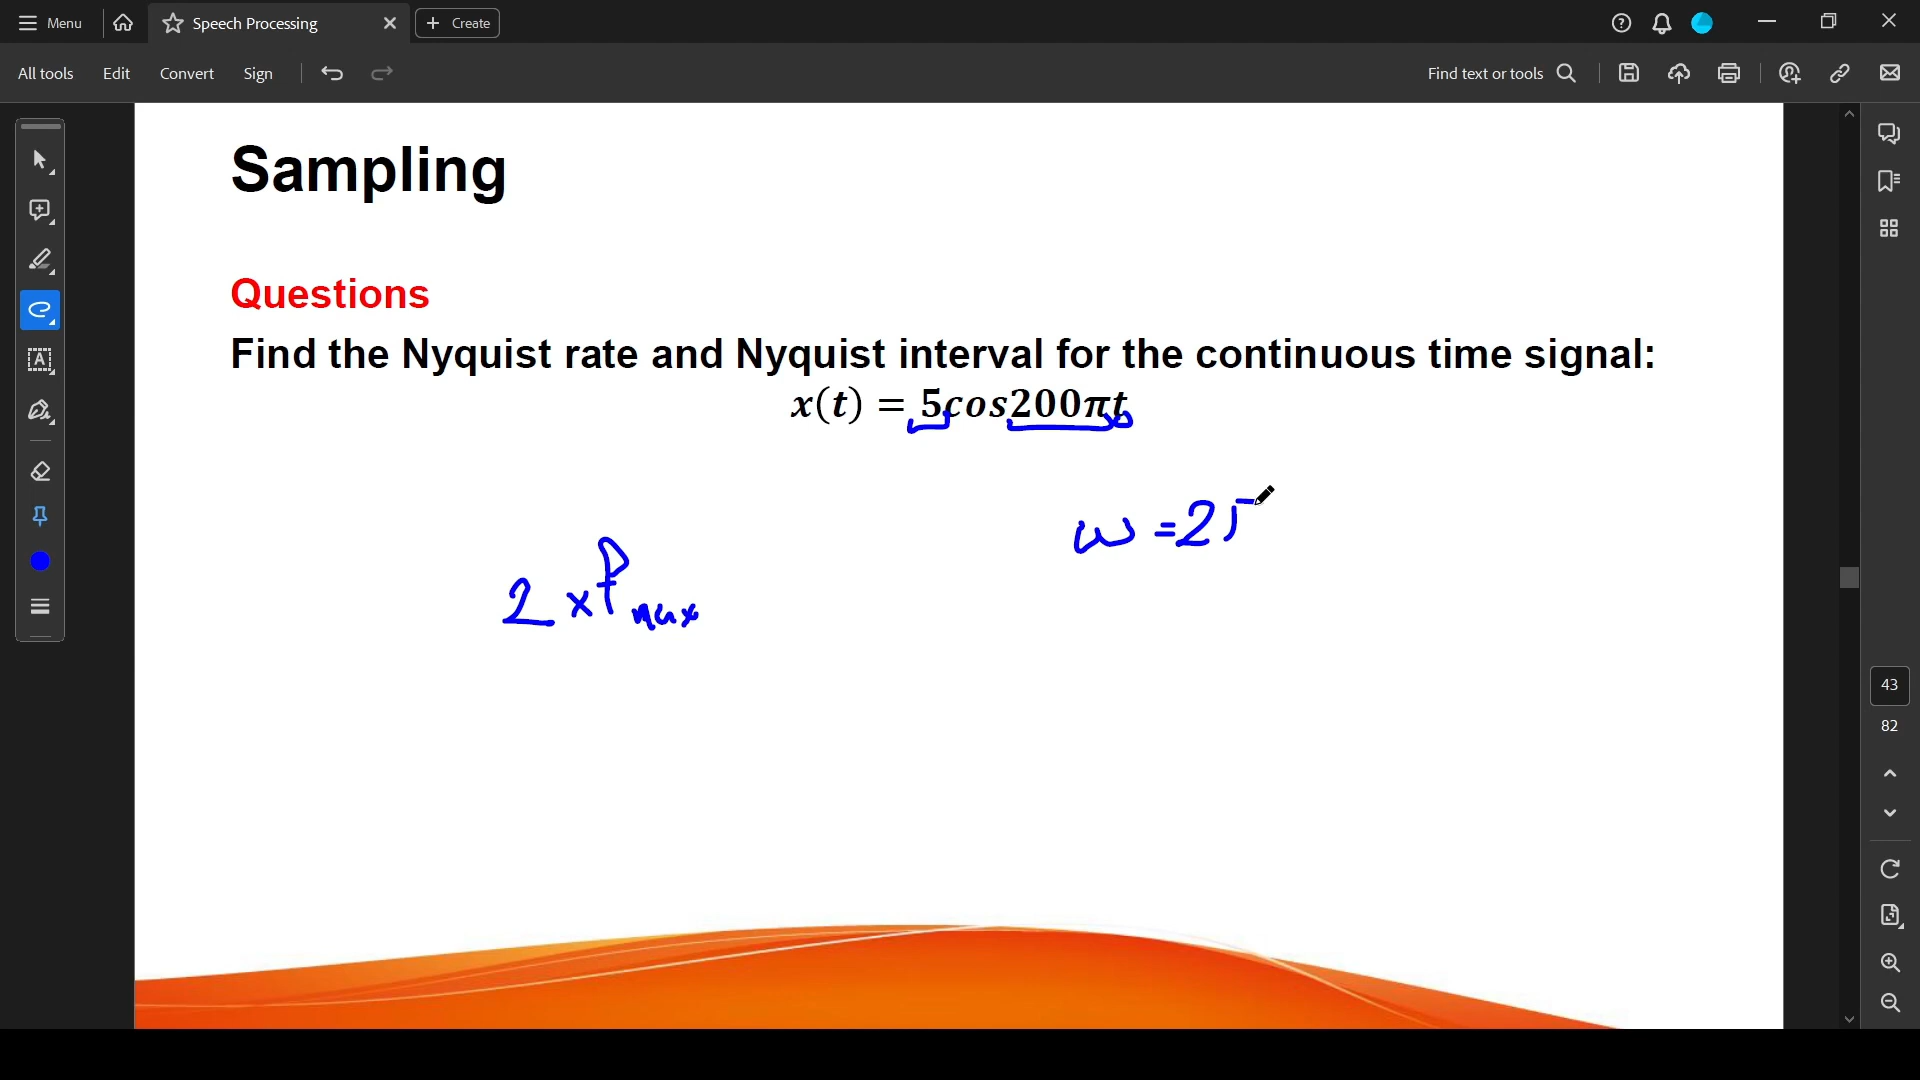 Menu
Speech Processing
Create
All tools Edit Convert Sign
Find text or tools
Sampling
Questions
Find the Nyquist rate and Nyquist interval for the continuous time signal:
x(t) = 5cos200πt
ω = 2π
2 × f max
43
82